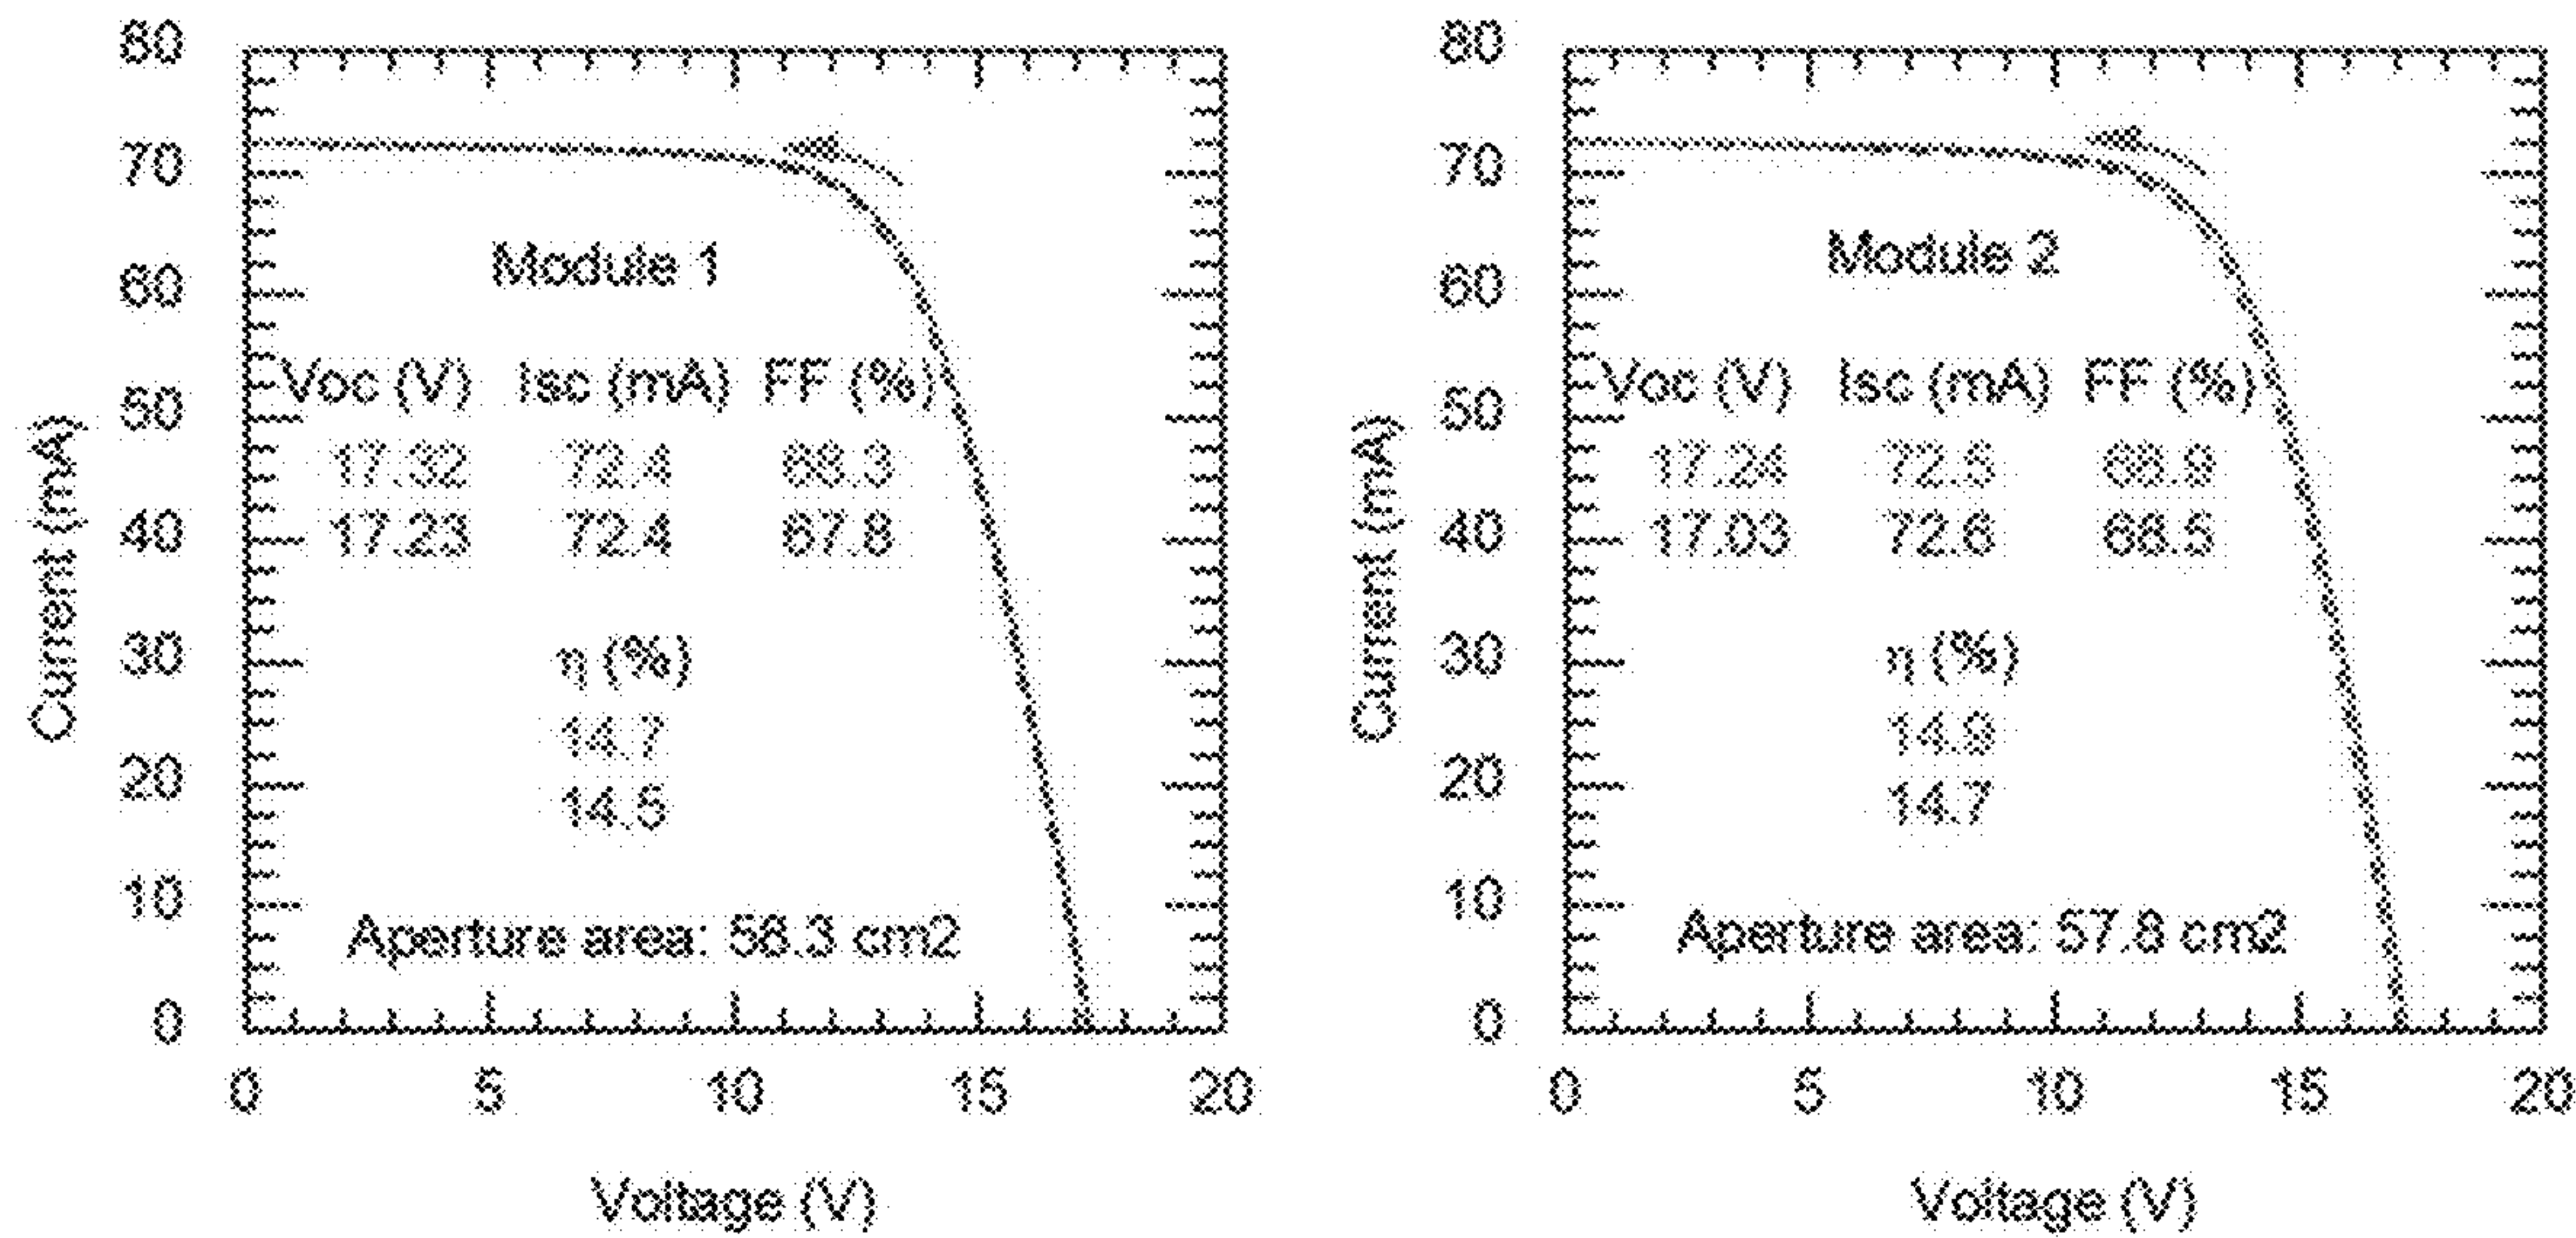 80
70
60
50
40
30
20
10
0
Current (mA)
Module 1
Voc (V) Isc (mA) FF (%)
17.32 72.4 68.3
17.23 72.4 67.8
η (%)
14.7
14.5
Aperture area: 58.3 cm2
0 5 10 15 20
Voltage (V)
80
70
60
50
40
30
20
10
0
Current (mA)
Module 2
Voc (V) Isc (mA) FF (%)
17.24 72.5 68.9
17.03 72.6 68.5
η (%)
14.9
14.7
Aperture area: 57.8 cm2
0 5 10 15 20
Voltage (V)